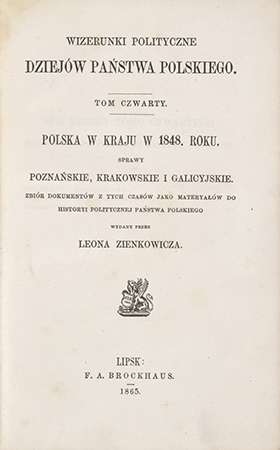 WIZERUNKI POLITYCZNE
DZIEJÓW PAŃSTWA POLSKIEGO.
TOM CZWARTY.
POLSKA W KRAJU W 1848. ROKU.
SPRAWY
POZNAŃSKIE, KRAKOWSKIE I GALICYJSKIE.
ZBIÓR DOKUMENTÓW Z TYCH CZASÓW JAKO MATERYAŁÓW DO
HISTORYI POLITYCZNEJ PAŃSTWA POLSKIEGO
WYDANY PRZEZ
LEONA ZIENKOWICZA.
LIPSK:
F. A. BROCKHAUS.
1865.